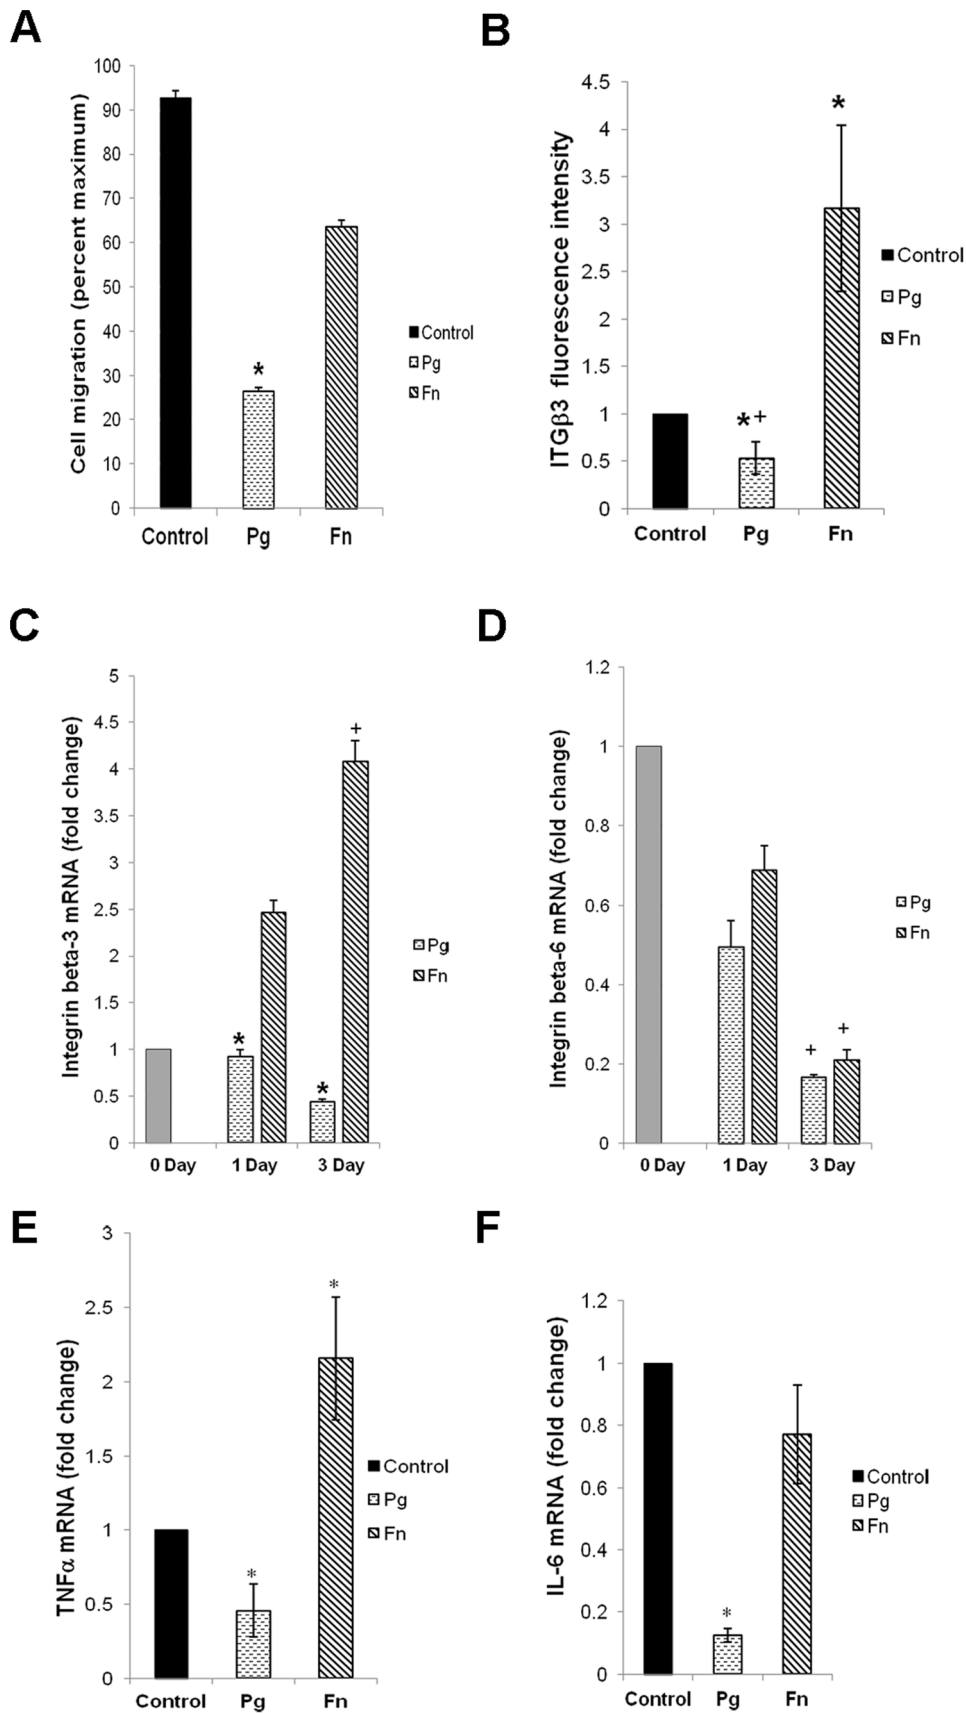 A
Cell migration (percent maximum)
100
90
80
70
60
50
40
30
20
10
0
*
Control
Pg
Fn
Control
Pg
Fn
B
ITGβ3 fluorescence intensity
4.5
4
3.5
3
2.5
2
1.5
1
0.5
0
*+
*
Control
Pg
Fn
Control
Pg
Fn
C
Integrin beta-3 mRNA (fold change)
5
4.5
4
3.5
3
2.5
2
1.5
1
0.5
0
*
*
+
0 Day
1 Day
3 Day
Pg
Fn
D
Integrin beta-6 mRNA (fold change)
1.2
1
0.8
0.6
0.4
0.2
0
+
+
0 Day
1 Day
3 Day
Pg
Fn
E
TNFα mRNA (fold change)
3
2.5
2
1.5
1
0.5
0
*
*
Control
Pg
Fn
Control
Pg
Fn
F
IL-6 mRNA (fold change)
1.2
1
0.8
0.6
0.4
0.2
0
*
Control
Pg
Fn
Control
Pg
Fn